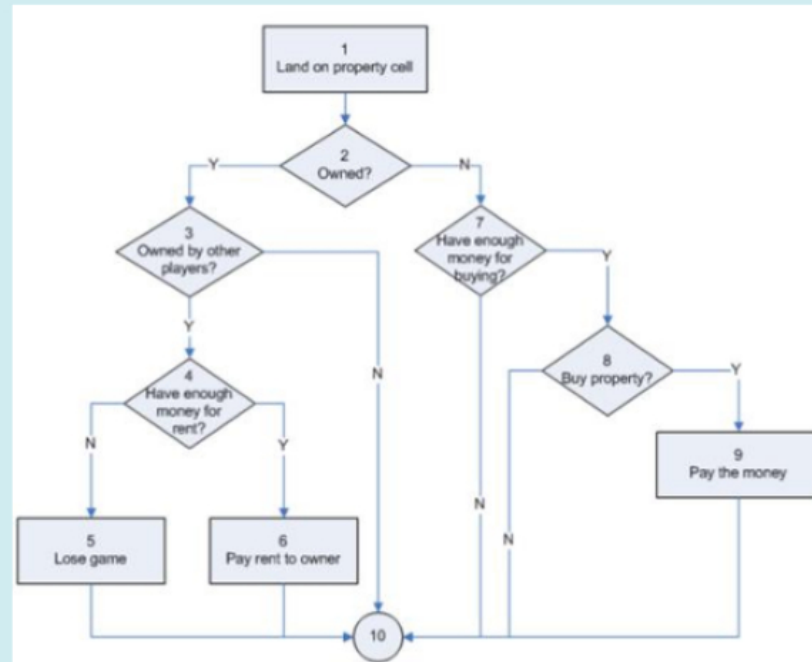 1
Land on property cell
2
Owned?
Y
N
3
Owned by other
players?
7
Have enough
money for
buying?
Y
Y
N
4
Have enough
money for
rent?
8
Buy property?
Y
N
Y
9
Pay the money
N
N
5
Lose game
6
Pay rent to owner
10